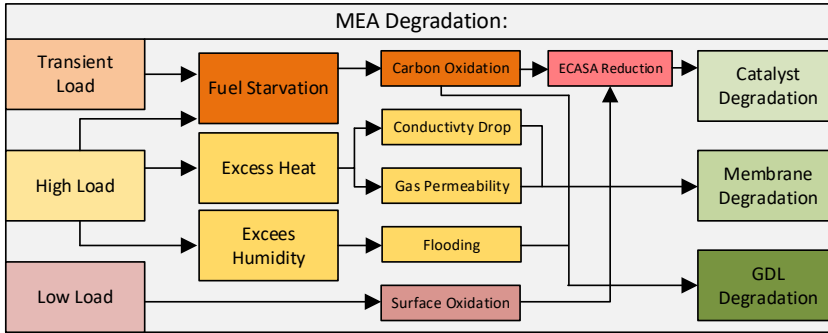 MEA Degradation:
Transient
Load
Fuel Starvation
Carbon Oxidation
ECASA Reduction
Catalyst
Degradation
High Load
Excess Heat
Conductivty Drop
Gas Permeability
Membrane
Degradation
Excees
Humidity
Flooding
GDL
Degradation
Low Load
Surface Oxidation